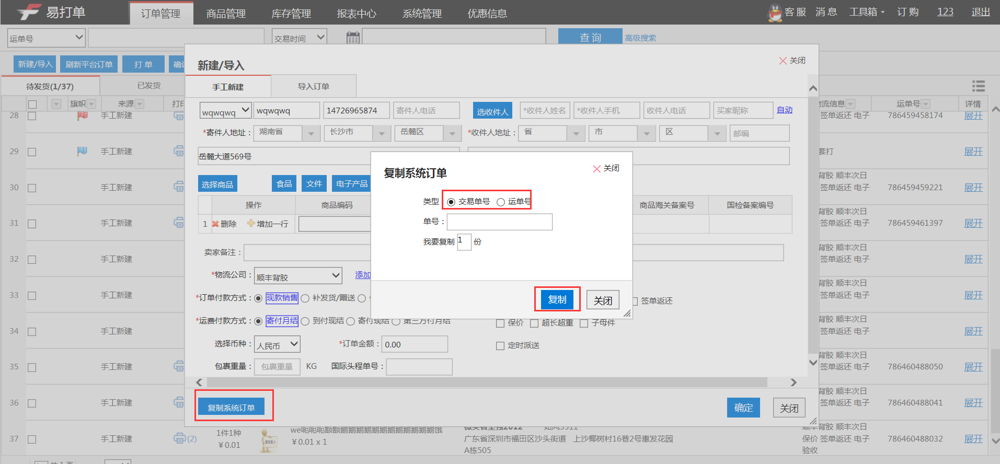 易打单 订单管理 商品管理 库存管理 报表中心 系统管理 优惠信息 客 服 消 息 工具箱 订 购 123 退出
运单号 交易时间 查 询 高级搜索
新建/导入 刷新平台订单 打 单
新建/导入 关闭
待发货(1/37) 已发货
手工新建 导入订单
旗帜 来源 运单号 详情
wqwqwq wqwqwq 14726965874 寄件人电话 选收件人 *收件人姓名 *收件人手机 收件人电话 买家昵称 自动
28 手工新建 签单返还 电子 786459458174 展开
*寄件人地址： 湖南省 长沙市 岳麓区 *收件人地址： 省 市 区 邮编
29 手工新建 套打 展开
岳麓大道569号
复制系统订单 关闭
背胶 顺丰次日
选择商品 食品 文件 电子产品
30 手工新建 签单返还 电子 786459459221 展开
类型 交易单号 运单号
操作 商品编码 商品海关备案号 国检备案编号
背胶 顺丰次日
单号：
31 手工新建 签单返还 电子 786459461397 展开
1 删除 增加一行
我要复制 1 份
背胶 顺丰次日
卖家备注：
32 手工新建 签单返还 电子 展开
*物流公司： 顺丰背胶 添加
背胶 顺丰次日
33 手工新建 签单返还 电子 展开
*订单付款方式： 现款销售 补发货/赠送 签单返还
复制 关闭
背胶 顺丰次日
*运费付款方式： 寄付月结 到付现结 寄付现结 第三方付月结 保价 超长超重 子母件
34 手工新建 签单返还 电子 展开
选择币种： 人民币 *订单金额： 0.00 定时派送
背胶 顺丰次日
35 手工新建 签单返还 电子 786460488050 展开
包裹重量： 包裹重量 KG 国际头程单号：
背胶 顺丰次日
36 手工新建 签单返还 电子 786460488041 展开
复制系统订单 确定 关闭
顺丰背胶 顺丰次日
37 手工新建 (2) 1件1种 we呃呃呃额额鹅鹅鹅鹅鹅鹅鹅鹅鹅鹅鹅鹅饿
￥0.01 ￥0.01 x 1
广东省深圳市福田区沙头街道 上沙椰树村16巷2号惠发花园
A栋505
保价 签单返还 电子 786460488032 展开
验收